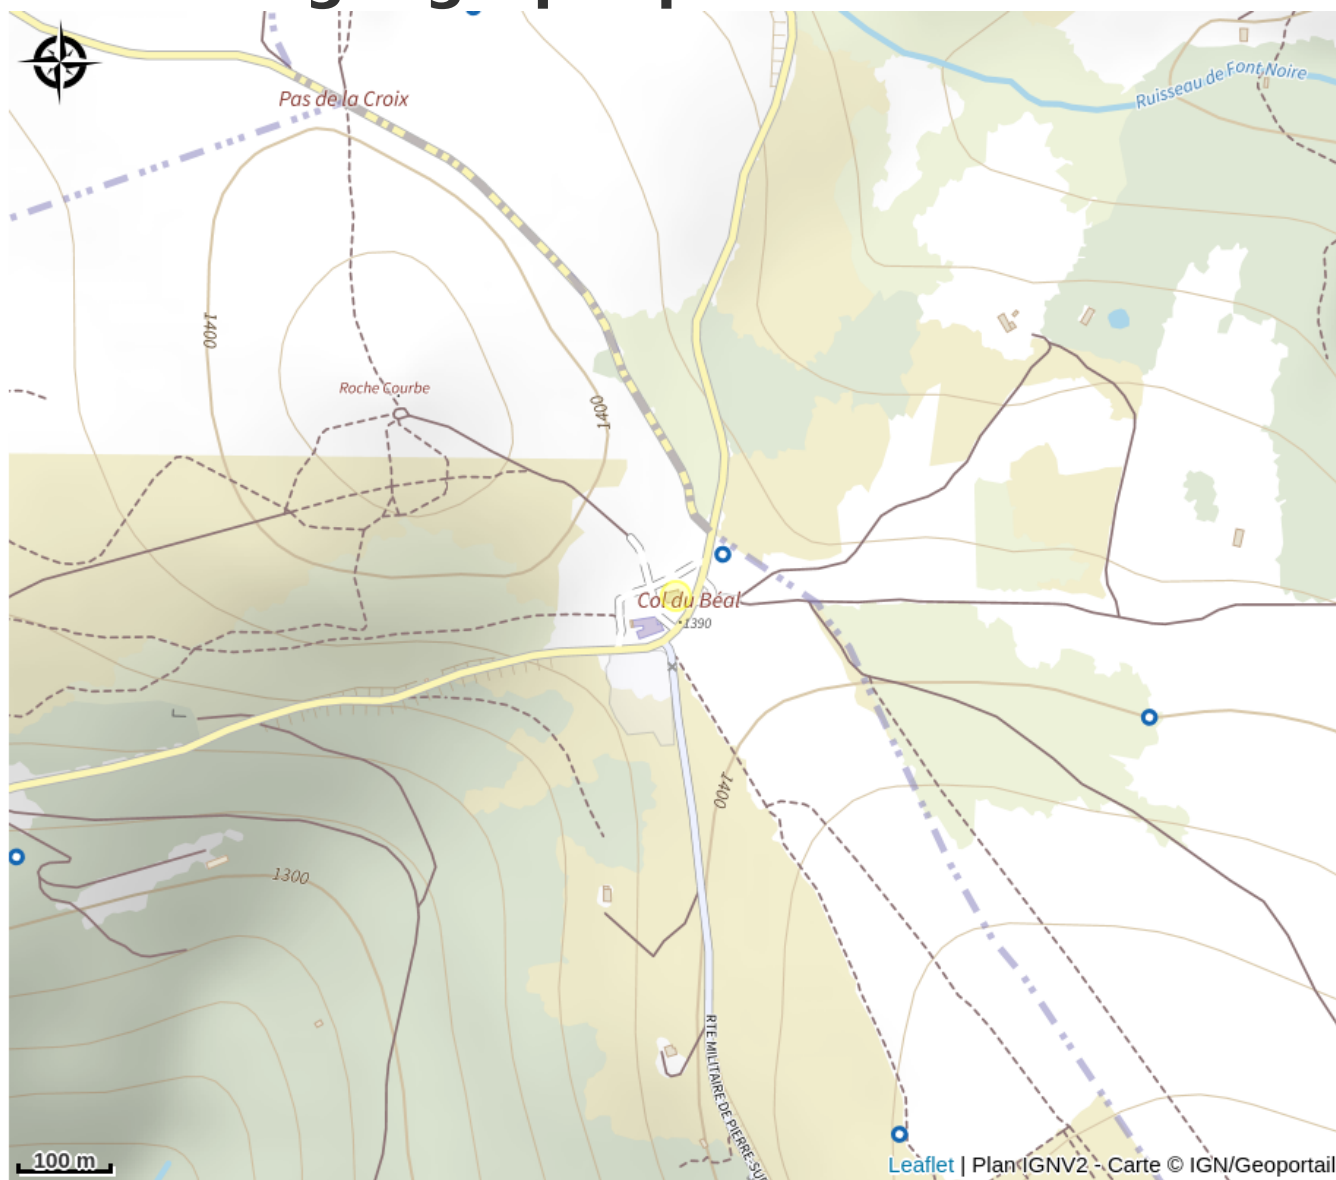 Pas de la Croix
Ruisseau de Font Noire
1400
Roche Courbe
1400
Col du Béal
1390
1400
1300
RTE MILITAIRE DE PIERRE-SU
100 m
Leaflet | Plan IGNV2 - Carte © IGN/Geoportail